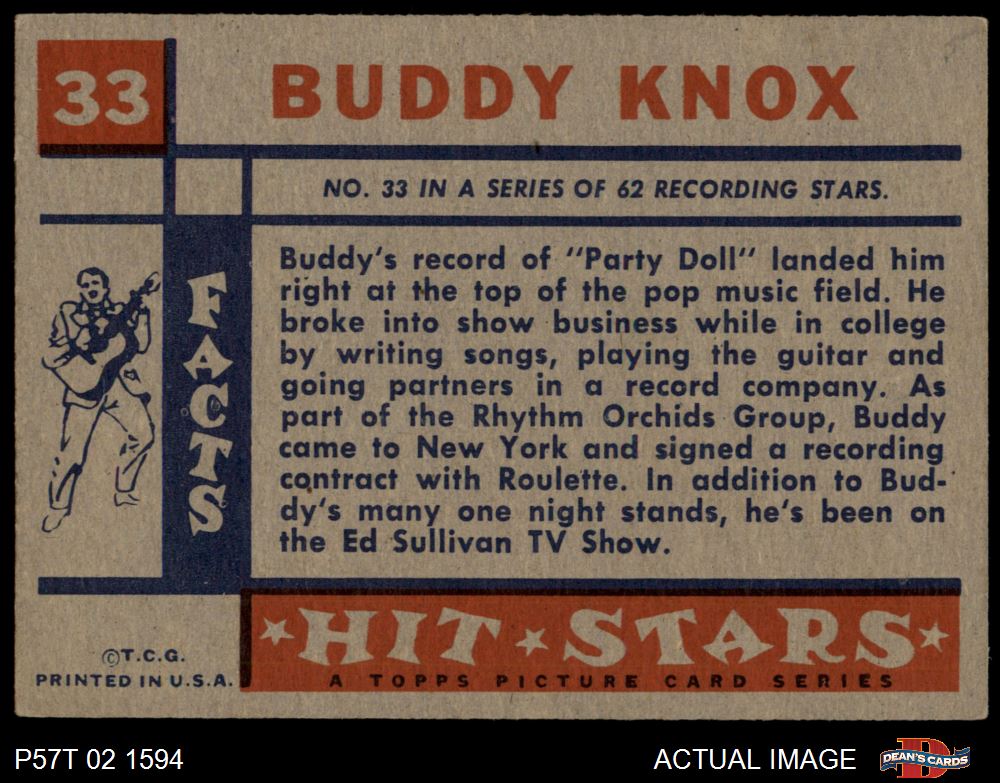 33
BUDDY KNOX
NO. 33 IN A SERIES OF 62 RECORDING STARS.
FACTS
Buddy's record of "Party Doll" landed him
right at the top of the pop music field. He
broke into show business while in college
by writing songs, playing the guitar and
going partners in a record company. As
part of the Rhythm Orchids Group, Buddy
came to New York and signed a recording
contract with Roulette. In addition to Bud-
dy's many one night stands, he's been on
the Ed Sullivan TV Show.
HIT STARS
A TOPPS PICTURE CARD SERIES
©T.C.G.
PRINTED IN U.S.A.
P57T 02 1594
ACTUAL IMAGE
DEAN'S CARDS